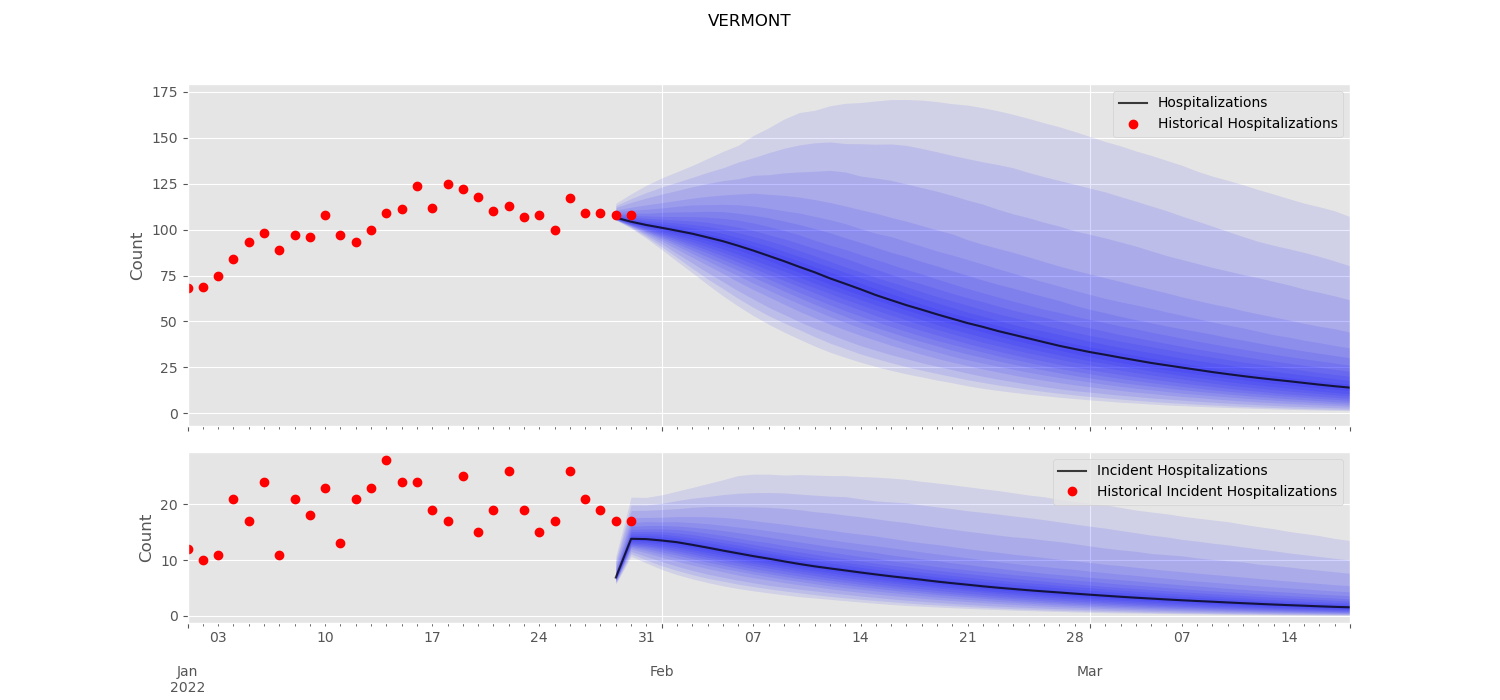 VERMONT
175
150
125
100
75
50
25
0
Count
Hospitalizations
Historical Hospitalizations
20
10
0
Count
Incident Hospitalizations
Historical Incident Hospitalizations
03 10 17 24 31 07 14 21 28 07 14
Jan Feb Mar
2022